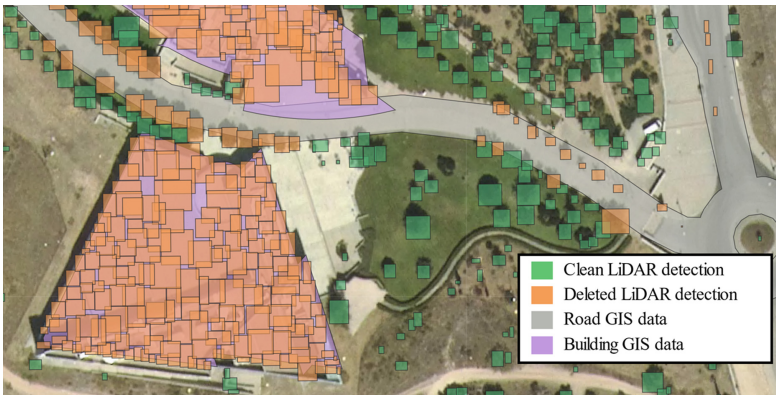 Clean LiDAR detection
Deleted LiDAR detection
Road GIS data
Building GIS data